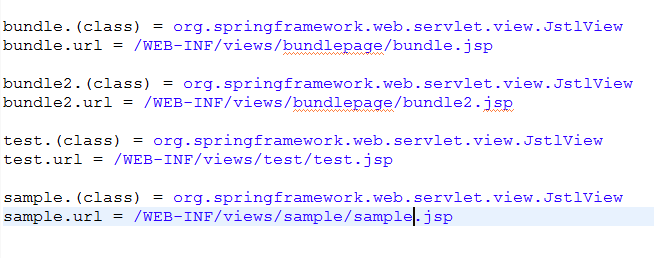 bundle.(class) = org.springframework.web.servlet.view.JstlView
bundle.url = /WEB-INF/views/bundlepage/bundle.jsp
bundle2.(class) = org.springframework.web.servlet.view.JstlView
bundle2.url = /WEB-INF/views/bundlepage/bundle2.jsp
test.(class) = org.springframework.web.servlet.view.JstlView
test.url = /WEB-INF/views/test/test.jsp
sample.(class) = org.springframework.web.servlet.view.JstlView
sample.url = /WEB-INF/views/sample/sample.jsp